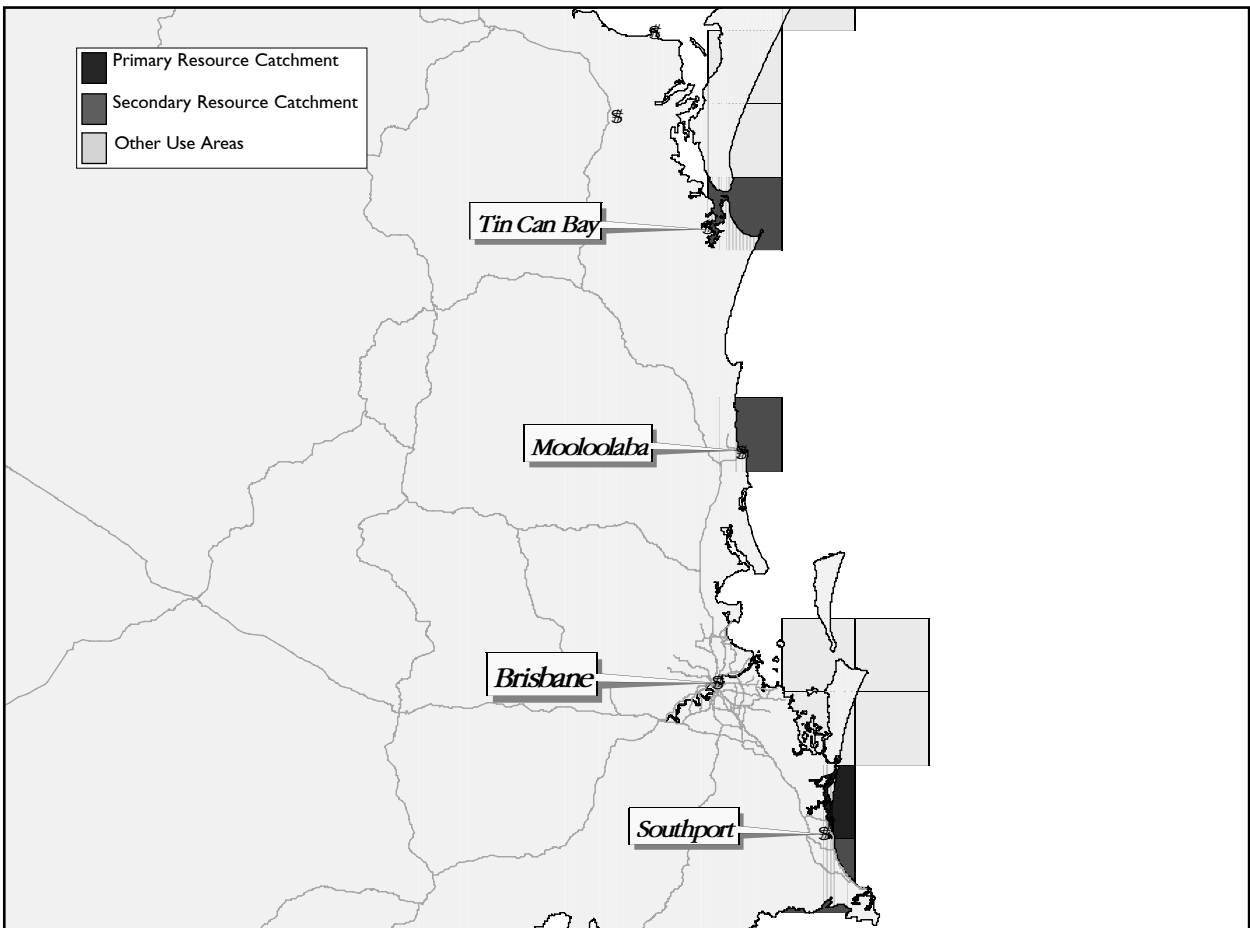 Primary Resource Catchment
Secondary Resource Catchment
Other Use Areas
$
$
Tin Can Bay
Mooloolaba
$
Brisbane
$
Southport
$